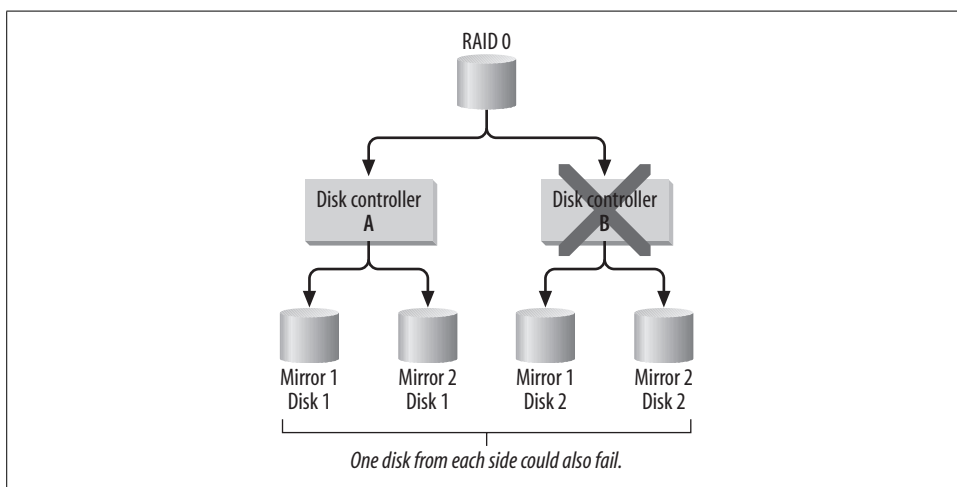 RAID 0
Disk controller
A
Disk controller
B
Mirror 1
Disk 1
Mirror 2
Disk 1
Mirror 1
Disk 2
Mirror 2
Disk 2
One disk from each side could also fail.